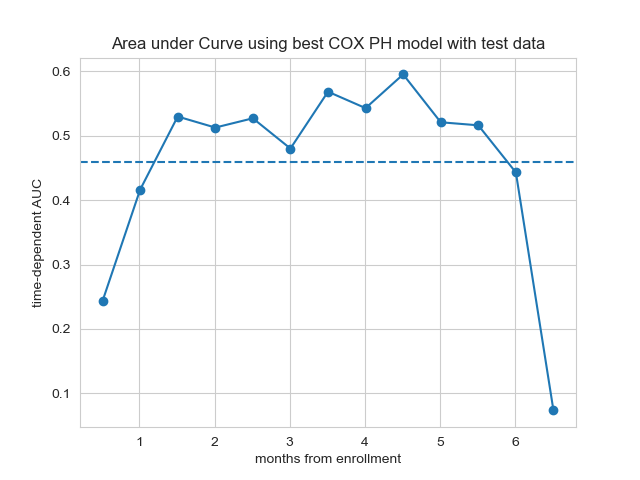 Area under Curve using best COX PH model with test data
time-dependent AUC
0.6
0.5
0.4
0.3
0.2
0.1
1 2 3 4 5 6
months from enrollment